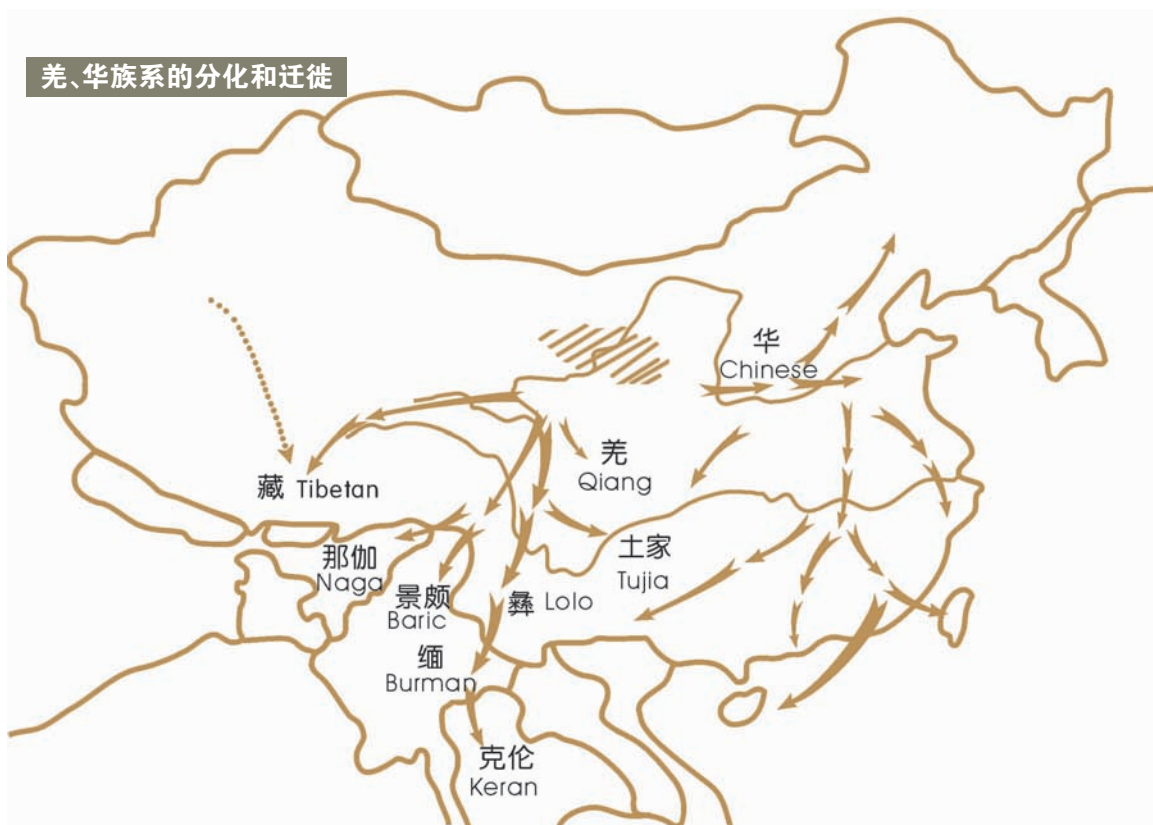 羌、华族系的分化和迁徙
华
Chinese
羌
Qiang
藏 Tibetan
土家
Tujia
那伽
Naga
景颇
Baric
彝 Lolo
缅
Burman
克伦
Keran